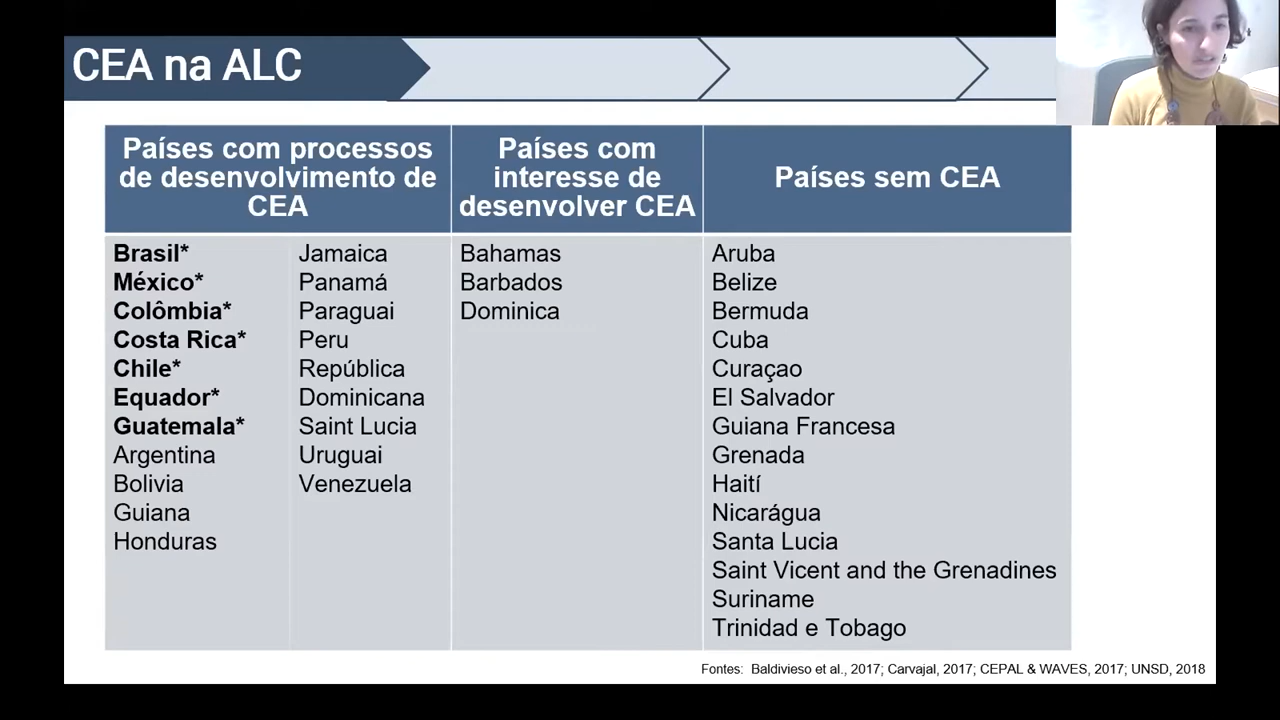 CEA na ALC
Países com processos
de desenvolvimento de
CEA
Países com
interesse de
desenvolver CEA
Países sem CEA
Brasil*
México*
Colômbia*
Costa Rica*
Chile*
Equador*
Guatemala*
Argentina
Bolivia
Guiana
Honduras
Jamaica
Panamá
Paraguai
Peru
República
Dominicana
Saint Lucia
Uruguai
Venezuela
Bahamas
Barbados
Dominica
Aruba
Belize
Bermuda
Cuba
Curaçao
El Salvador
Guiana Francesa
Grenada
Haití
Nicarágua
Santa Lucia
Saint Vicent and the Grenadines
Suriname
Trinidad e Tobago
Fontes: Baldivieso et al., 2017; Carvajal, 2017; CEPAL & WAVES, 2017; UNSD, 2018